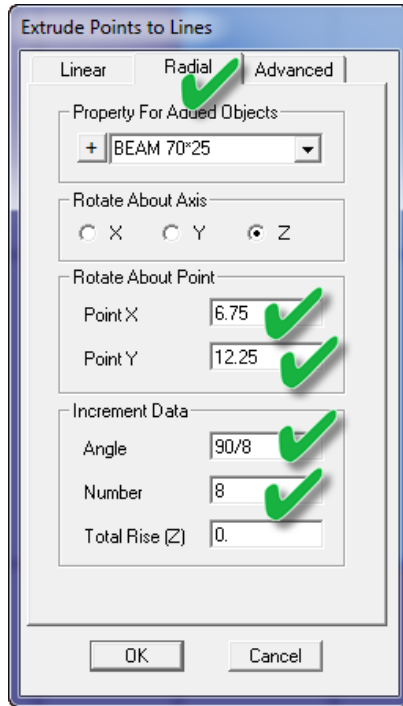 Extrude Points to Lines
Linear Radial Advanced
Property For Added Objects
+ BEAM 70*25
Rotate About Axis
X Y Z
Rotate About Point
Point X 6.75
Point Y 12.25
Increment Data
Angle 90/8
Number 8
Total Rise (Z) 0.
OK Cancel